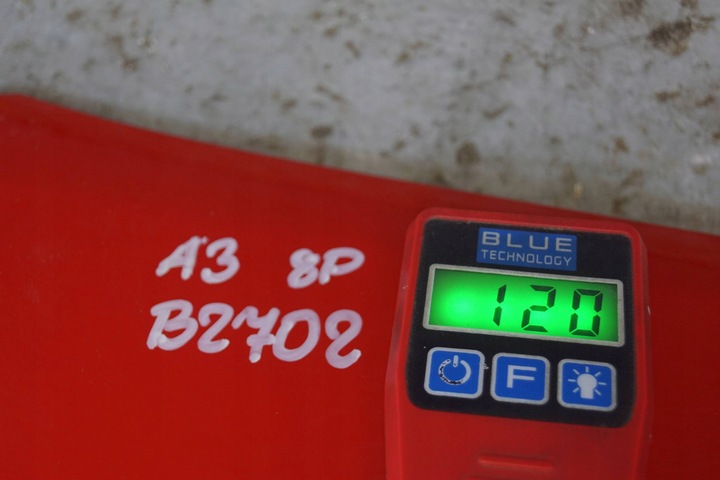 A3 8P
B2702
BLUE
TECHNOLOGY
120
F